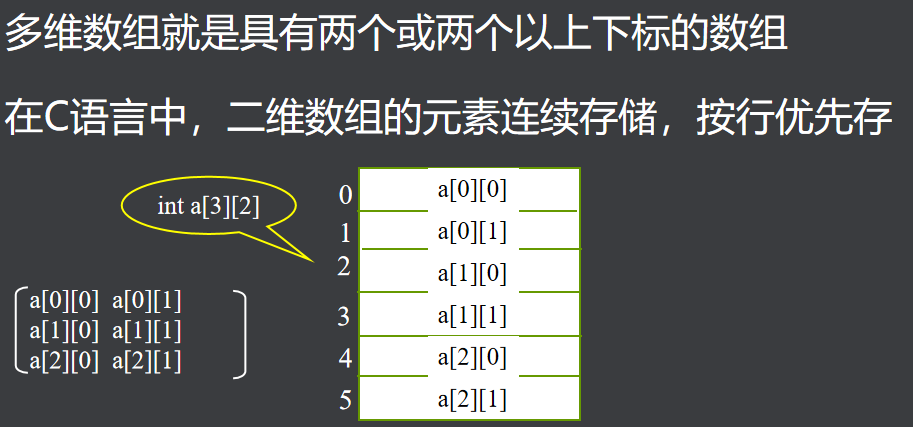 多维数组就是具有两个或两个以上下标的数组
在C语言中，二维数组的元素连续存储，按行优先存
int a[3][2]
a[0][0] a[0][1]
a[1][0] a[1][1]
a[2][0] a[2][1]
0 a[0][0]
1 a[0][1]
2 a[1][0]
3 a[1][1]
4 a[2][0]
5 a[2][1]